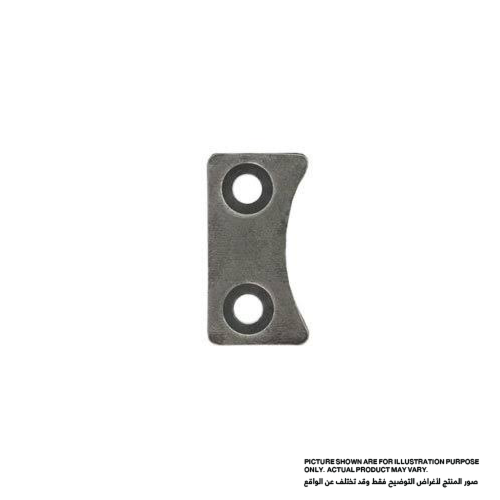 PICTURE SHOWN ARE FOR ILLUSTRATION PURPOSE
ONLY. ACTUAL PRODUCT MAY VARY.
صور المنتج لأغراض التوضيح فقط وقد تختلف عن الواقع